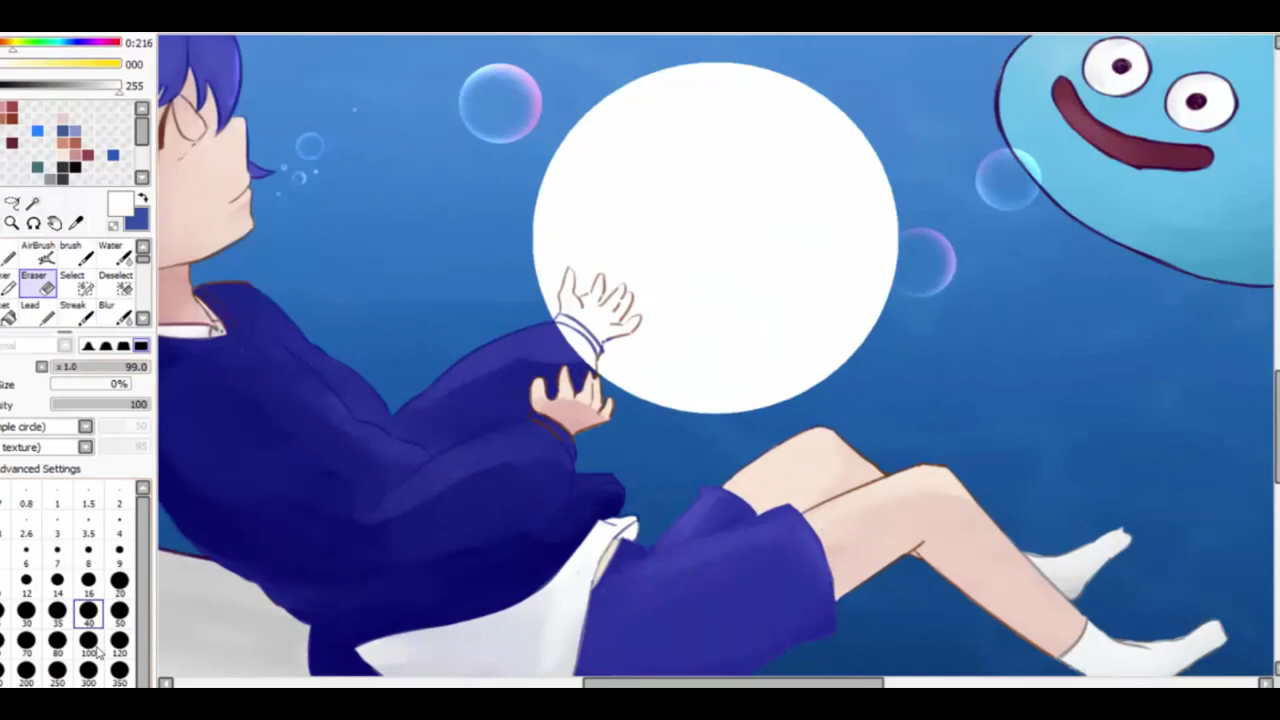 0:216
000
255
AirBrush brush Water
Eraser Select Deselect
Lead Streak Blur
x 1.0 99.0
Size 0%
100
ple circle) 50
texture) 95
dvanced Settings
0.8 1 1.5 2
2.6 3 3.5 4
6 7 8 9
12 14 16 20
30 35 40 50
70 80 100 120
200 250 300 350